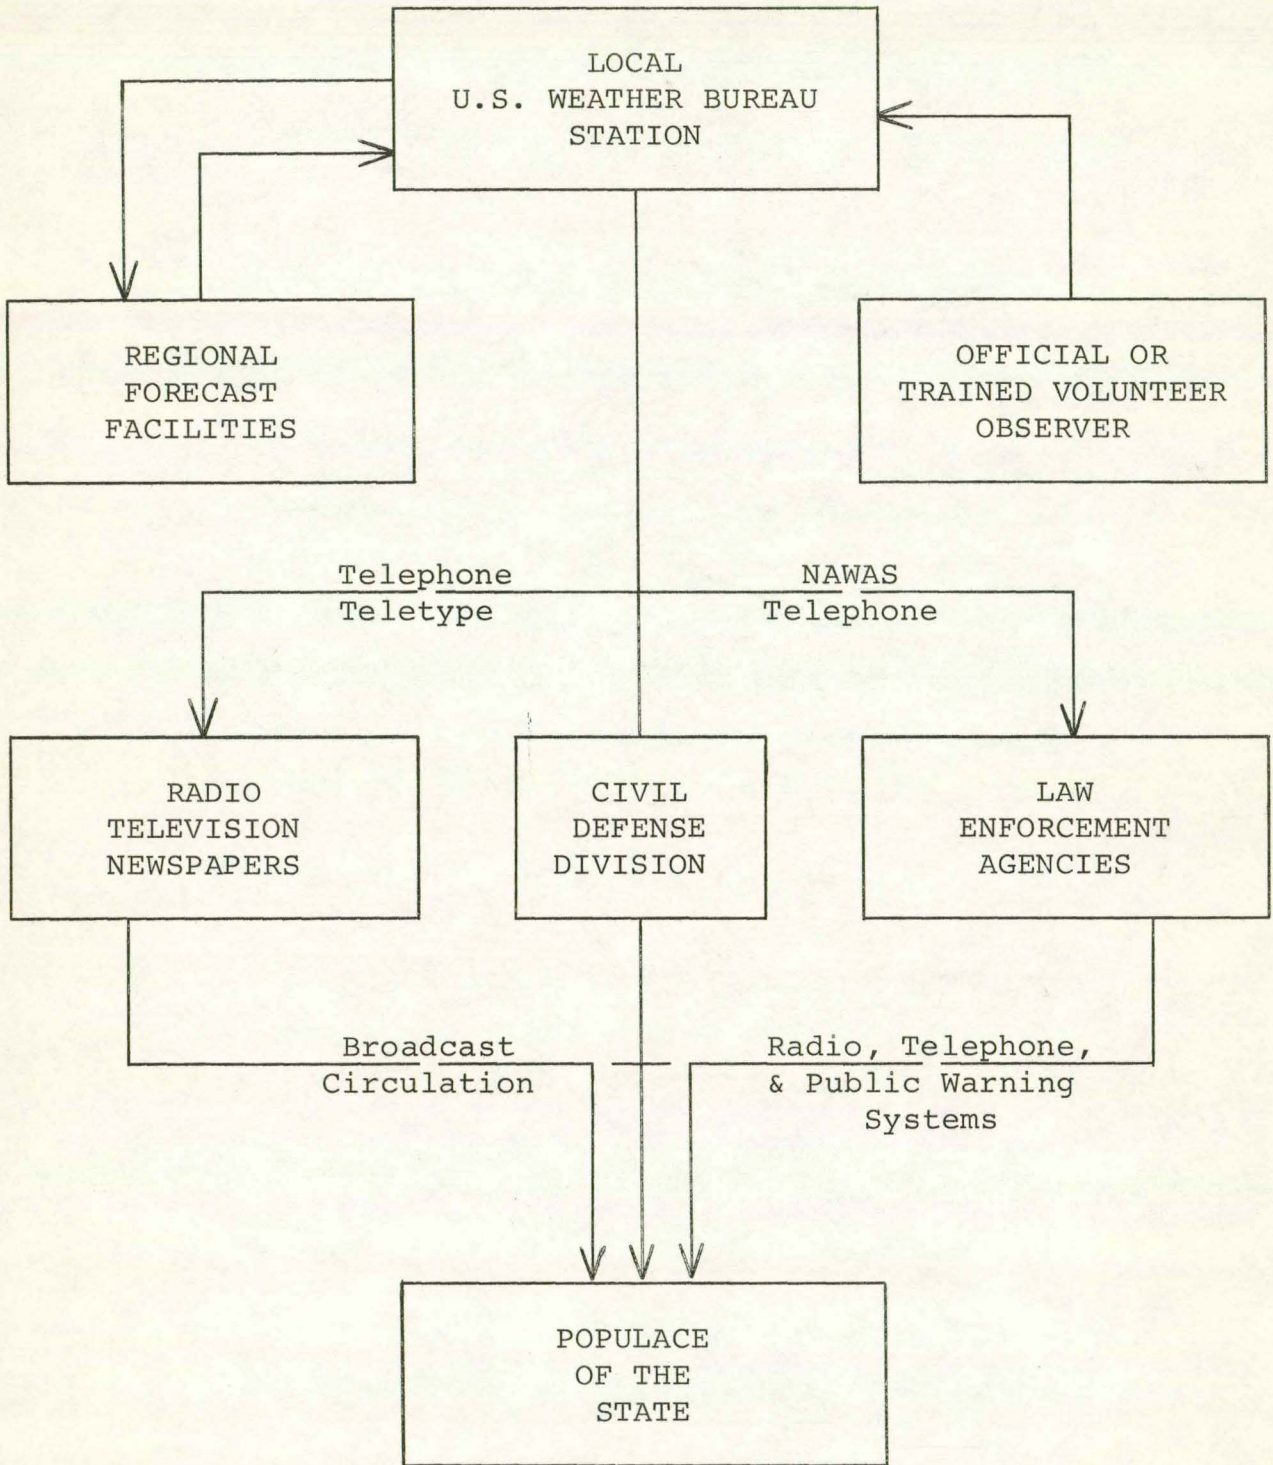 LOCAL
U.S. WEATHER BUREAU
STATION
REGIONAL
FORECAST
FACILITIES
OFFICIAL OR
TRAINED VOLUNTEER
OBSERVER
Telephone
Teletype
NAWAS
Telephone
RADIO
TELEVISION
NEWSPAPERS
CIVIL
DEFENSE
DIVISION
LAW
ENFORCEMENT
AGENCIES
Broadcast
Circulation
Radio, Telephone,
& Public Warning
Systems
POPULACE
OF THE
STATE